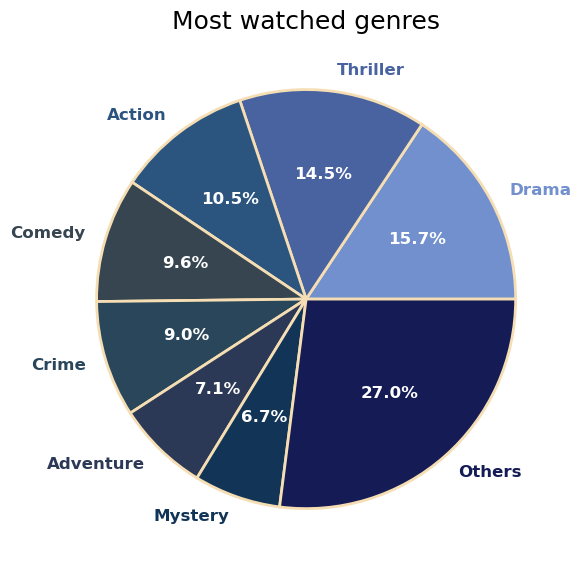 Most watched genres
Thriller
Action
14.5%
Drama
10.5%
15.7%
Comedy
9.6%
9.0%
Crime
7.1%
27.0%
6.7%
Adventure
Others
Mystery